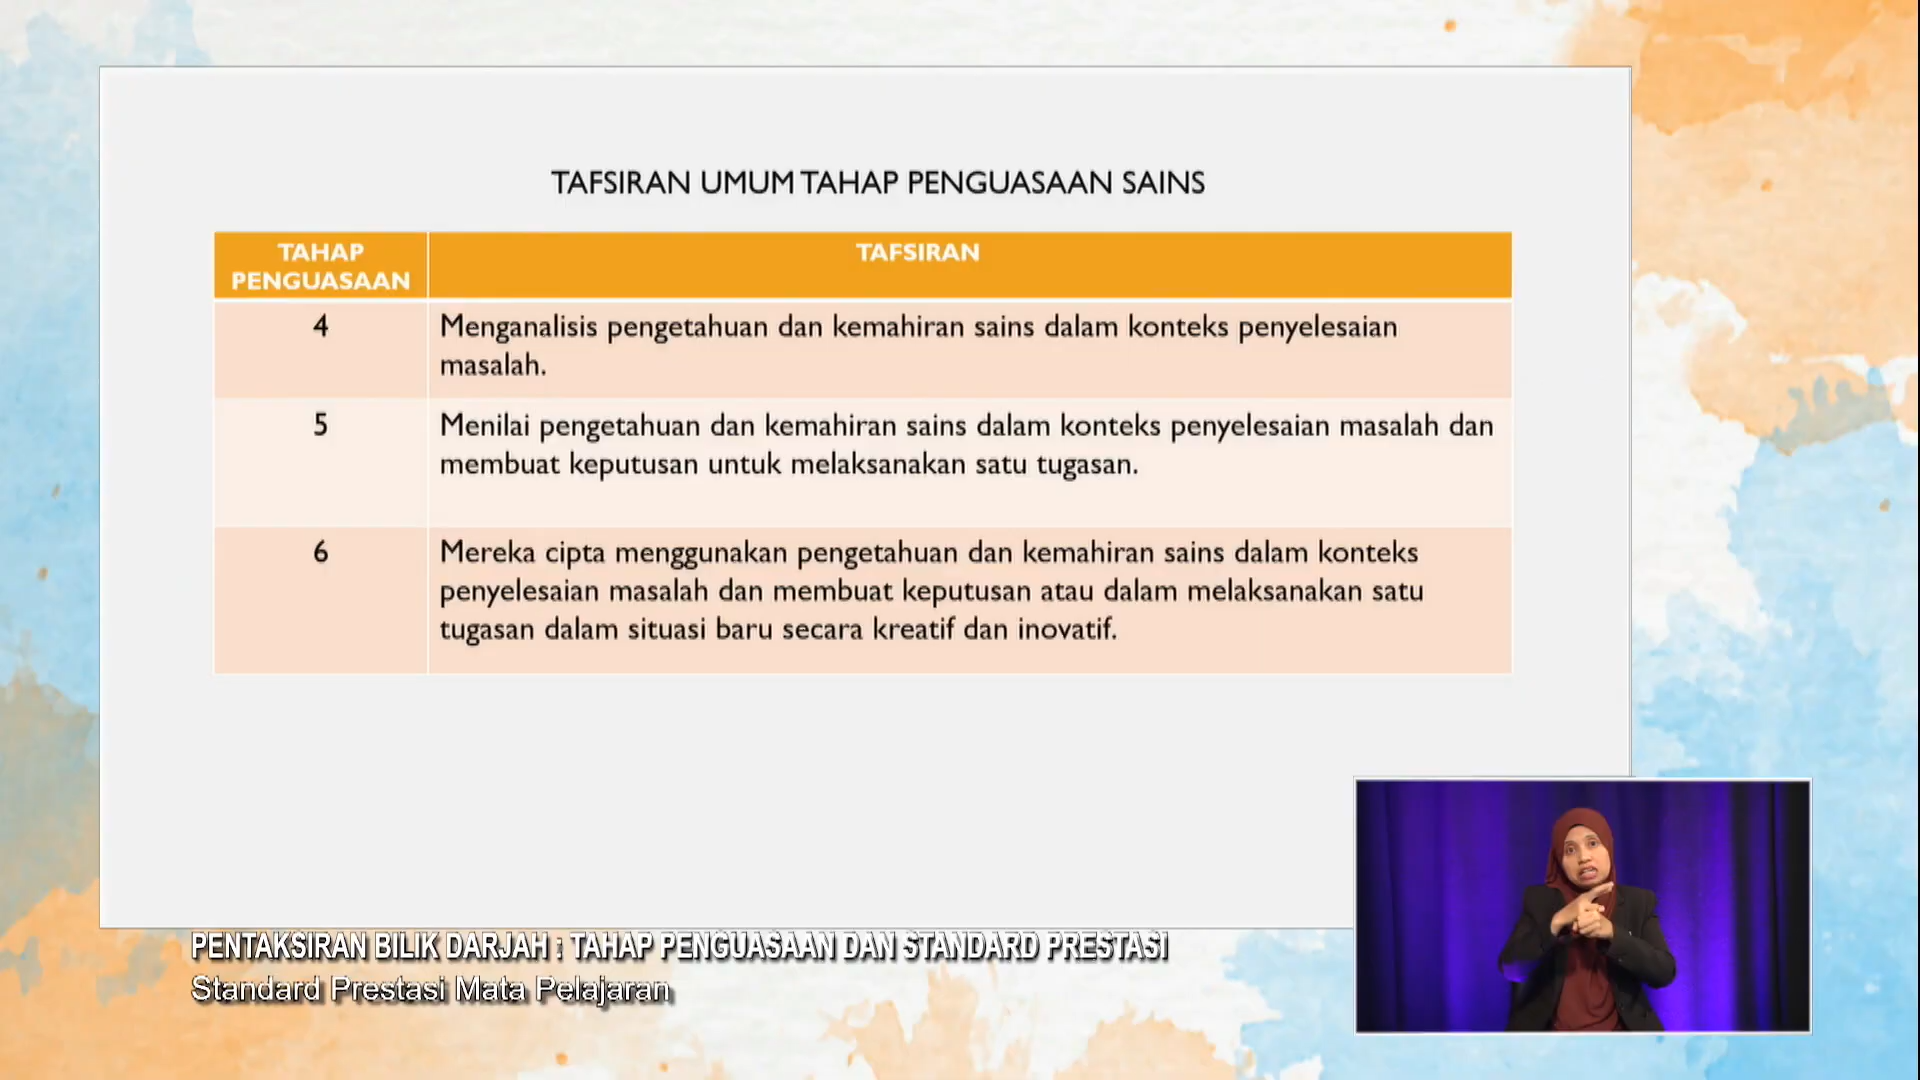 TAFSIRAN UMUM TAHAP PENGUASAAN SAINS
TAHAP
PENGUASAAN
TAFSIRAN
4
Menganalisis pengetahuan dan kemahiran sains dalam konteks penyelesaian
masalah.
5
Menilai pengetahuan dan kemahiran sains dalam konteks penyelesaian masalah dan
membuat keputusan untuk melaksanakan satu tugasan.
6
Mereka cipta menggunakan pengetahuan dan kemahiran sains dalam konteks
penyelesaian masalah dan membuat keputusan atau dalam melaksanakan satu
tugasan dalam situasi baru secara kreatif dan inovatif.
PENTAKSIRAN BILIK DARJAH : TAHAP PENGUASAAN DAN STANDARD PRESTASI
Standard Prestasi Mata Pelajaran